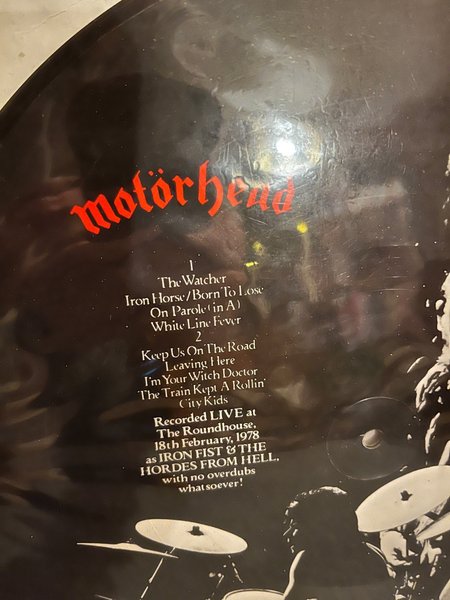 motörhead
1
The Watcher
Iron Horse/Born To Lose
On Parole (in A)
White Line Fever
2
Keep Us On The Road
Leaving Here
I'm Your Witch Doctor
The Train Kept A Rollin'
City Kids
Recorded LIVE at
The Roundhouse,
18th February, 1978
as IRON FIST & THE
HORDES FROM HELL,
with no overdubs
whatsoever!